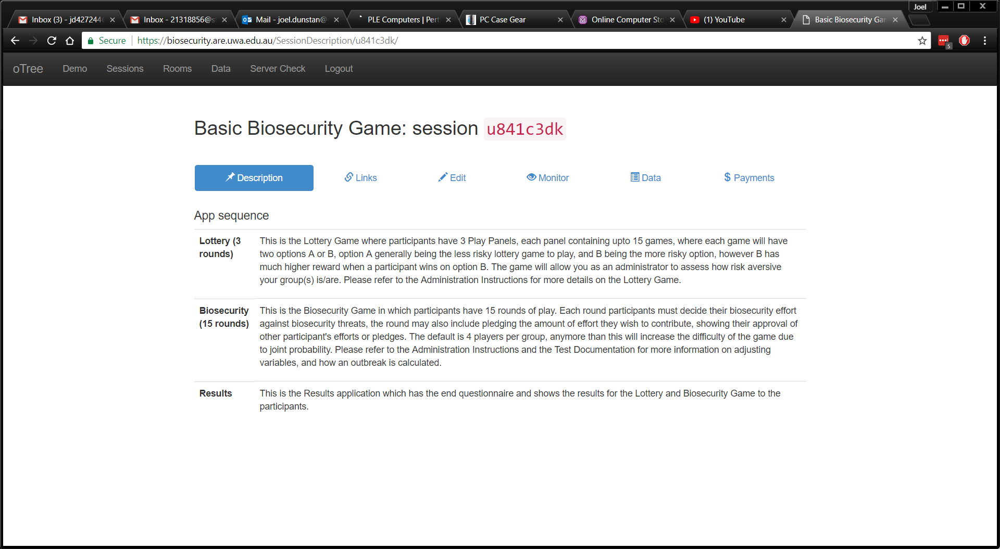 Joel
Inbox (3) - jd427244
Inbox - 21318856@s
Mail - joel.dunstan@
PLE Computers | Pert
PC Case Gear
Online Computer Sto
(1) YouTube
Basic Biosecurity Gam
Secure
https://biosecurity.are.uwa.edu.au/SessionDescription/u841c3dk/
5
oTree Demo Sessions Rooms Data Server Check Logout
Basic Biosecurity Game: session u841c3dk
Description Links Edit Monitor Data $ Payments
App sequence
Lottery (3
rounds)
This is the Lottery Game where participants have 3 Play Panels, each panel containing upto 15 games, where each game will have
two options A or B, option A generally being the less risky lottery game to play, and B being the more risky option, however B has
much higher reward when a participant wins on option B. The game will allow you as an administrator to assess how risk aversive
your group(s) is/are. Please refer to the Administration Instructions for more details on the Lottery Game.
Biosecurity
(15 rounds)
This is the Biosecurity Game in which participants have 15 rounds of play. Each round participants must decide their biosecurity effort
against biosecurity threats, the round may also include pledging the amount of effort they wish to contribute, showing their approval of
other participant's efforts or pledges. The default is 4 players per group, anymore than this will increase the difficulty of the game due
to joint probability. Please refer to the Administration Instructions and the Test Documentation for more information on adjusting
variables, and how an outbreak is calculated.
Results
This is the Results application which has the end questionnaire and shows the results for the Lottery and Biosecurity Game to the
participants.